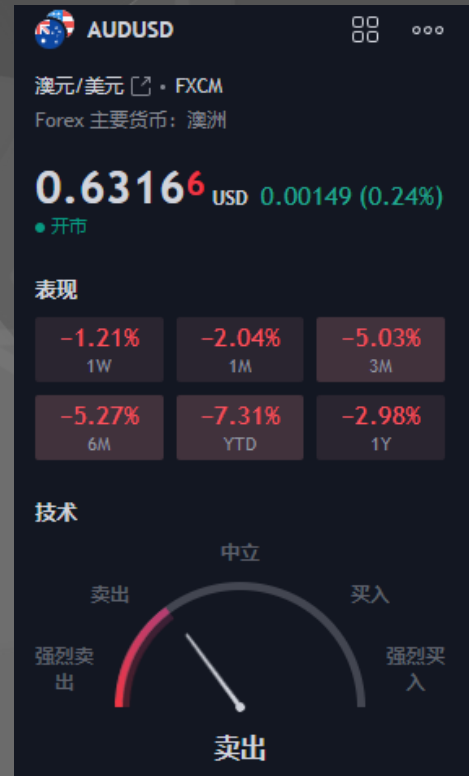 AUDUSD
澳元/美元 • FXCM
Forex 主要货币：澳洲
0.63166 USD 0.00149 (0.24%)
开市
表现
−1.21% −2.04% −5.03%
1W 1M 3M
−5.27% −7.31% −2.98%
6M YTD 1Y
技术
中立
卖出 买入
强烈卖出 强烈买入
卖出